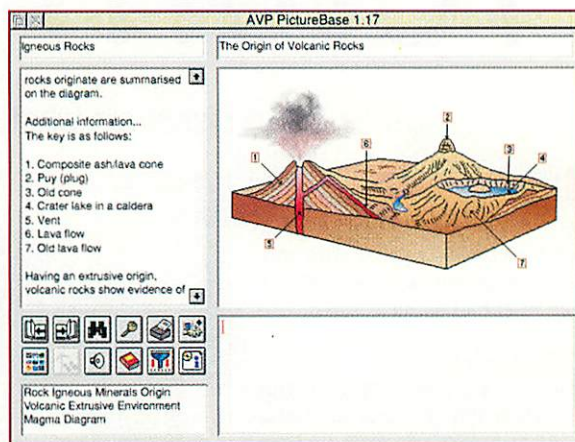 AVP PictureBase 1.17
Igneous Rocks
The Origin of Volcanic Rocks
rocks originate are summarised
on the diagram.
Additional information...
The key is as follows:
1. Composite ash/lava cone
2. Puy (plug)
3. Old cone
4. Crater lake in a caldera
5. Vent
6. Lava flow
7. Old lava flow
Having an extrusive origin,
volcanic rocks show evidence of
1
2
3
4
5
6
7
Rock Igneous Minerals Origin
Volcanic Extrusive Environment
Magma Diagram